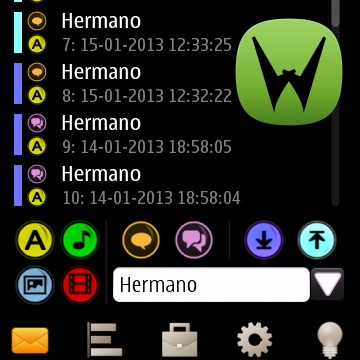 Hermano
A 7: 15-01-2013 12:33:25
Hermano
A 8: 15-01-2013 12:32:22
Hermano
A 9: 14-01-2013 18:58:05
Hermano
A 10: 14-01-2013 18:58:04
A
Hermano